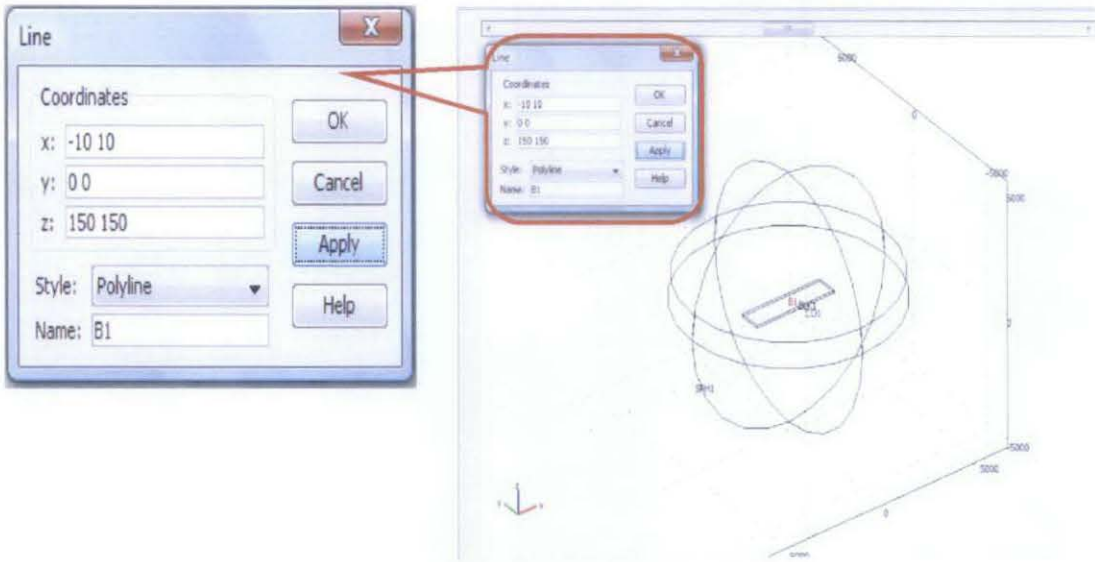 Line
X
Coordinates
x: -10 10
y: 0 0
z: 150 150
Style: Polyline
Name: B1
OK
Cancel
Apply
Help
Line
Coordinates
x: -10 10
y: 0 0
z: 150 150
Style: Polyline
Name: B1
OK
Cancel
Apply
Help
5000
0
-5000
5000
B1
SPH1
-5000
5000
0